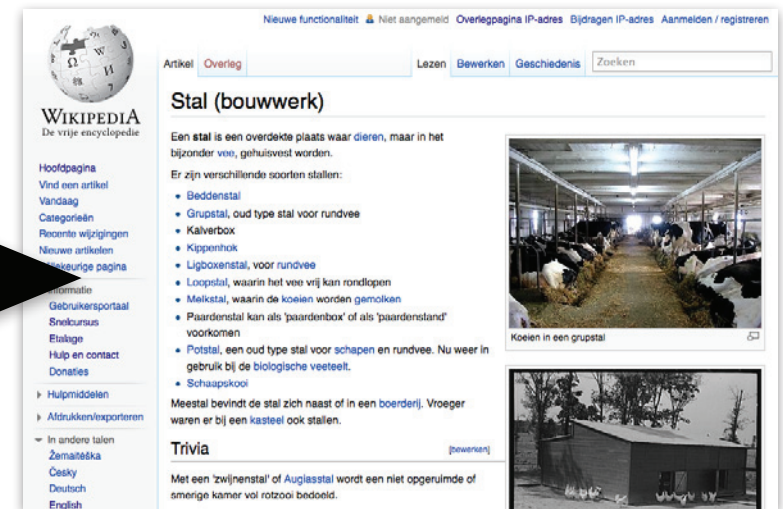 Nieuwe functionaliteit Niet aangemeld Overlegpagina IP-adres Bijdragen IP-adres Aanmelden / registreren
WIKIPEDIA
De vrije encyclopedie
Hoofdpagina
Vind een artikel
Vandaag
Categorieën
Recente wijzigingen
Nieuwe artikelen
pagina
Gebruikersportaal
Snelcursus
Etalage
Hulp en contact
Donaties
Hulpmiddelen
Afdrukken/exporteren
In andere talen
Žemaitėška
Česky
Deutsch
English
Artikel Overleg Lezen Bewerken Geschiedenis Zoeken
Stal (bouwwerk)
Een stal is een overdekte plaats waar dieren, maar in het
bijzonder vee, gehuisvest worden.
Er zijn verschillende soorten stallen:
Beddenstal
Grupstal, oud type stal voor rundvee
Kalverbox
Kippenhok
Ligboxenstal, voor rundvee
Loopstal, waarin het vee vrij kan rondlopen
Melkstal, waarin de koeien worden gemolken
Paardenstal kan als 'paardenbox' of als 'paardenstand'
voorkomen
Potstal, een oud type stal voor schapen en rundvee. Nu weer in
gebruik bij de biologische veeteelt.
Schaapskooi
Meestal bevindt de stal zich naast of in een boerderij. Vroeger
waren er bij een kasteel ook stallen.
Trivia [bewerken]
Met een 'zwijnenstal' of Augiasstal wordt een niet opgeruimde of
smerige kamer vol rotzooi bedoeld.
Koeien in een grupstal